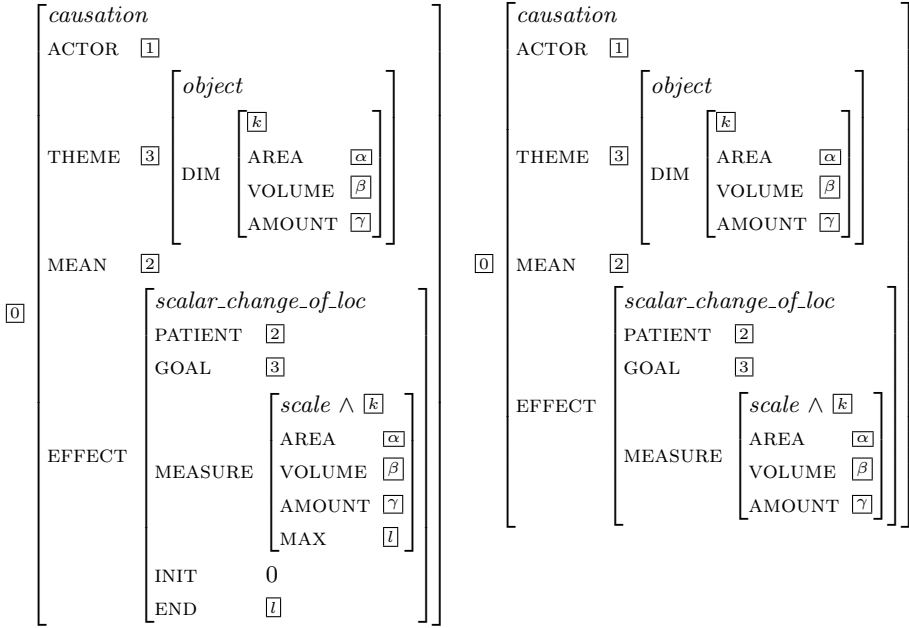 causation
ACTOR 1
THEME 3
object
DIM
k
AREA α
VOLUME β
AMOUNT γ
MEAN 2
0
EFFECT
scalar_change_of_loc
PATIENT 2
GOAL 3
MEASURE
scale ∧ k
AREA α
VOLUME β
AMOUNT γ
MAX l
INIT 0
END l
causation
ACTOR 1
THEME 3
object
DIM
k
AREA α
VOLUME β
AMOUNT γ
0
MEAN 2
EFFECT
scalar_change_of_loc
PATIENT 2
GOAL 3
MEASURE
scale ∧ k
AREA α
VOLUME β
AMOUNT γ